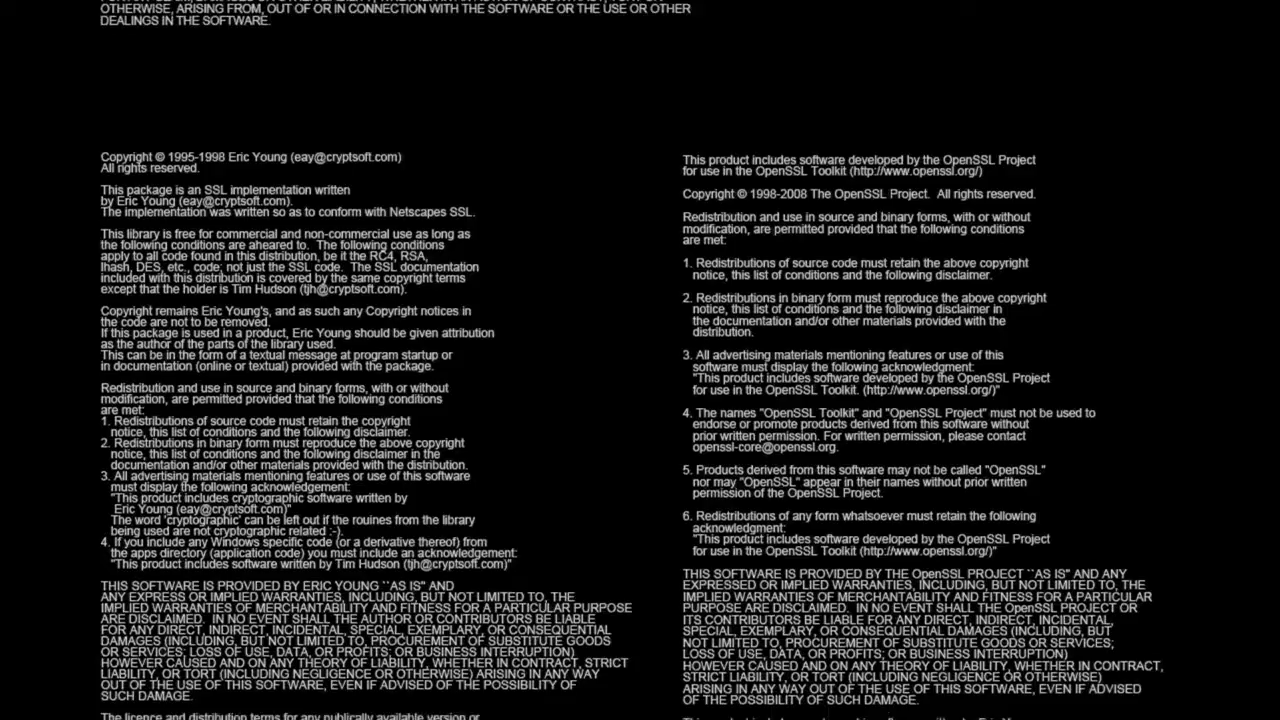 OTHERWISE, ARISING FROM, OUT OF OR IN CONNECTION WITH THE SOFTWARE OR THE USE OR OTHER
DEALINGS IN THE SOFTWARE.
Copyright © 1995-1998 Eric Young (eay@cryptsoft.com)
All rights reserved.
This package is an SSL implementation written
by Eric Young (eay@cryptsoft.com).
The implementation was written so as to conform with Netscapes SSL.
This library is free for commercial and non-commercial use as long as
the following conditions are aheared to.  The following conditions
apply to all code found in this distribution, be it the RC4, RSA,
lhash, DES, etc., code; not just the SSL code.  The SSL documentation
included with this distribution is covered by the same copyright terms
except that the holder is Tim Hudson (tjh@cryptsoft.com).
Copyright remains Eric Young's, and as such any Copyright notices in
the code are not to be removed.
If this package is used in a product, Eric Young should be given attribution
as the author of the parts of the library used.
This can be in the form of a textual message at program startup or
in documentation (online or textual) provided with the package.
Redistribution and use in source and binary forms, with or without
modification, are permitted provided that the following conditions
are met:
1. Redistributions of source code must retain the copyright
notice, this list of conditions and the following disclaimer.
2. Redistributions in binary form must reproduce the above copyright
notice, this list of conditions and the following disclaimer in the
documentation and/or other materials provided with the distribution.
3. All advertising materials mentioning features or use of this software
must display the following acknowledgement:
"This product includes cryptographic software written by
Eric Young (eay@cryptsoft.com)"
The word 'cryptographic' can be left out if the rouines from the library
being used are not cryptographic related :-).
4. If you include any Windows specific code (or a derivative thereof) from
the apps directory (application code) you must include an acknowledgement:
"This product includes software written by Tim Hudson (tjh@cryptsoft.com)"
THIS SOFTWARE IS PROVIDED BY ERIC YOUNG ``AS IS'' AND
ANY EXPRESS OR IMPLIED WARRANTIES, INCLUDING, BUT NOT LIMITED TO, THE
IMPLIED WARRANTIES OF MERCHANTABILITY AND FITNESS FOR A PARTICULAR PURPOSE
ARE DISCLAIMED.  IN NO EVENT SHALL THE AUTHOR OR CONTRIBUTORS BE LIABLE
FOR ANY DIRECT, INDIRECT, INCIDENTAL, SPECIAL, EXEMPLARY, OR CONSEQUENTIAL
DAMAGES (INCLUDING, BUT NOT LIMITED TO, PROCUREMENT OF SUBSTITUTE GOODS
OR SERVICES; LOSS OF USE, DATA, OR PROFITS; OR BUSINESS INTERRUPTION)
HOWEVER CAUSED AND ON ANY THEORY OF LIABILITY, WHETHER IN CONTRACT, STRICT
LIABILITY, OR TORT (INCLUDING NEGLIGENCE OR OTHERWISE) ARISING IN ANY WAY
OUT OF THE USE OF THIS SOFTWARE, EVEN IF ADVISED OF THE POSSIBILITY OF
SUCH DAMAGE.
The licence and distribution terms for any publically available version or
This product includes software developed by the OpenSSL Project
for use in the OpenSSL Toolkit (http://www.openssl.org/)
Copyright © 1998-2008 The OpenSSL Project.  All rights reserved.
Redistribution and use in source and binary forms, with or without
modification, are permitted provided that the following conditions
are met:
1. Redistributions of source code must retain the above copyright
notice, this list of conditions and the following disclaimer.
2. Redistributions in binary form must reproduce the above copyright
notice, this list of conditions and the following disclaimer in
the documentation and/or other materials provided with the
distribution.
3. All advertising materials mentioning features or use of this
software must display the following acknowledgment:
"This product includes software developed by the OpenSSL Project
for use in the OpenSSL Toolkit. (http://www.openssl.org/)"
4. The names "OpenSSL Toolkit" and "OpenSSL Project" must not be used to
endorse or promote products derived from this software without
prior written permission. For written permission, please contact
openssl-core@openssl.org.
5. Products derived from this software may not be called "OpenSSL"
nor may "OpenSSL" appear in their names without prior written
permission of the OpenSSL Project.
6. Redistributions of any form whatsoever must retain the following
acknowledgment:
"This product includes software developed by the OpenSSL Project
for use in the OpenSSL Toolkit (http://www.openssl.org/)"
THIS SOFTWARE IS PROVIDED BY THE OpenSSL PROJECT ``AS IS'' AND ANY
EXPRESSED OR IMPLIED WARRANTIES, INCLUDING, BUT NOT LIMITED TO, THE
IMPLIED WARRANTIES OF MERCHANTABILITY AND FITNESS FOR A PARTICULAR
PURPOSE ARE DISCLAIMED.  IN NO EVENT SHALL THE OpenSSL PROJECT OR
ITS CONTRIBUTORS BE LIABLE FOR ANY DIRECT, INDIRECT, INCIDENTAL,
SPECIAL, EXEMPLARY, OR CONSEQUENTIAL DAMAGES (INCLUDING, BUT
NOT LIMITED TO, PROCUREMENT OF SUBSTITUTE GOODS OR SERVICES;
LOSS OF USE, DATA, OR PROFITS; OR BUSINESS INTERRUPTION)
HOWEVER CAUSED AND ON ANY THEORY OF LIABILITY, WHETHER IN CONTRACT,
STRICT LIABILITY, OR TORT (INCLUDING NEGLIGENCE OR OTHERWISE)
ARISING IN ANY WAY OUT OF THE USE OF THIS SOFTWARE, EVEN IF ADVISED
OF THE POSSIBILITY OF SUCH DAMAGE.